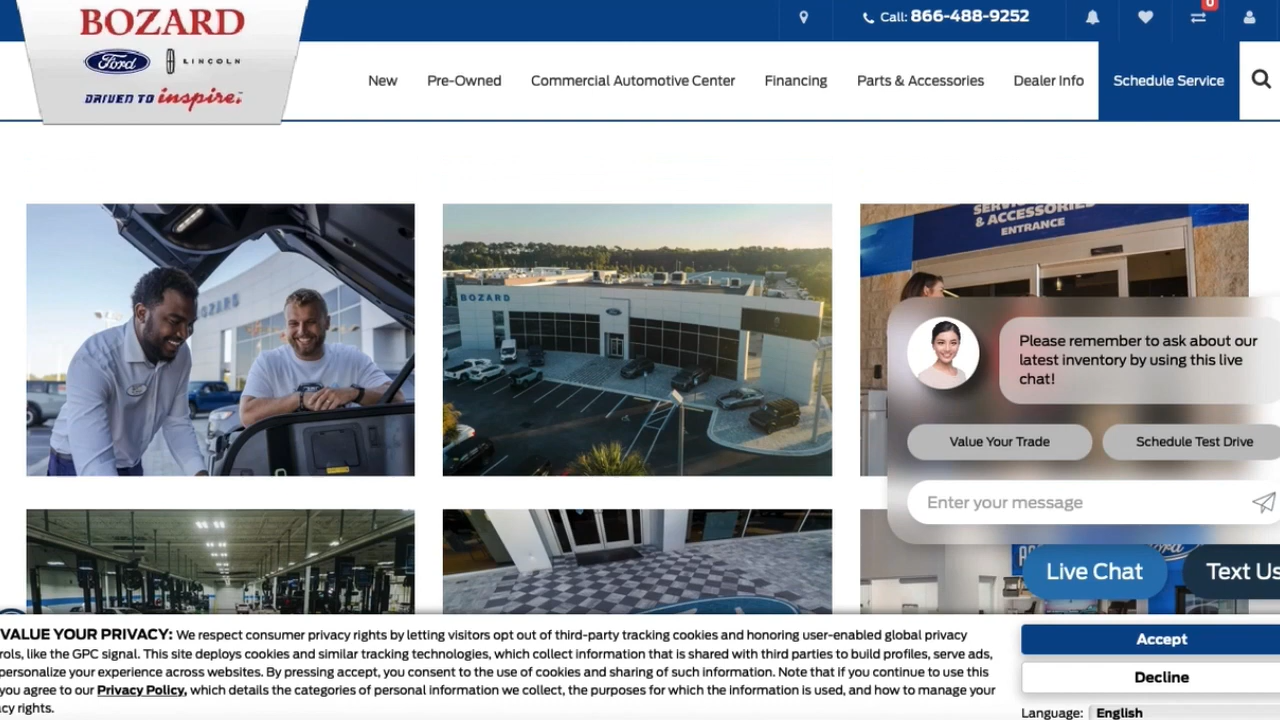 BOZARD
Ford LINCOLN
DRIVEN TO inspire.
Call: 866-488-9252
0
New Pre-Owned Commercial Automotive Center Financing Parts & Accessories Dealer Info Schedule Service
BOZARD
BOZARD
Ford
& ACCESSORIES
ENTRANCE
Please remember to ask about our
latest inventory by using this live
chat!
Value Your Trade
Schedule Test Drive
Enter your message
Ford
Live Chat
Text Us
VALUE YOUR PRIVACY: We respect consumer privacy rights by letting visitors opt out of third-party tracking cookies and honoring user-enabled global privacy
rols, like the GPC signal. This site deploys cookies and similar tracking technologies, which collect information that is shared with third parties to build profiles, serve ads,
personalize your experience across websites. By pressing accept, you consent to the use of cookies and sharing of such information. Note that if you continue to use this
you agree to our Privacy Policy, which details the categories of personal information we collect, the purposes for which the information is used, and how to manage your
cy rights.
Accept
Decline
Language: English